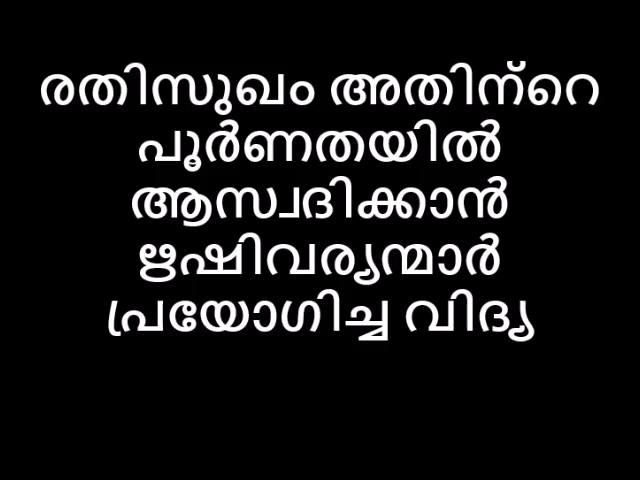 രതിസുഖം അതിന്റെ
പൂർണതയിൽ
ആസ്വദിക്കാൻ
ഋഷിവര്യന്മാർ
പ്രയോഗിച്ച വിദ്യ